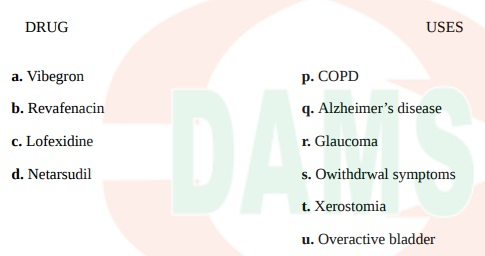 DRUG USES
a. Vibegron p. COPD
b. Revafenacin q. Alzheimer's disease
c. Lofexidine r. Glaucoma
d. Netarsudil s. Owithdrwal symptoms
t. Xerostomia
u. Overactive bladder
DAMS